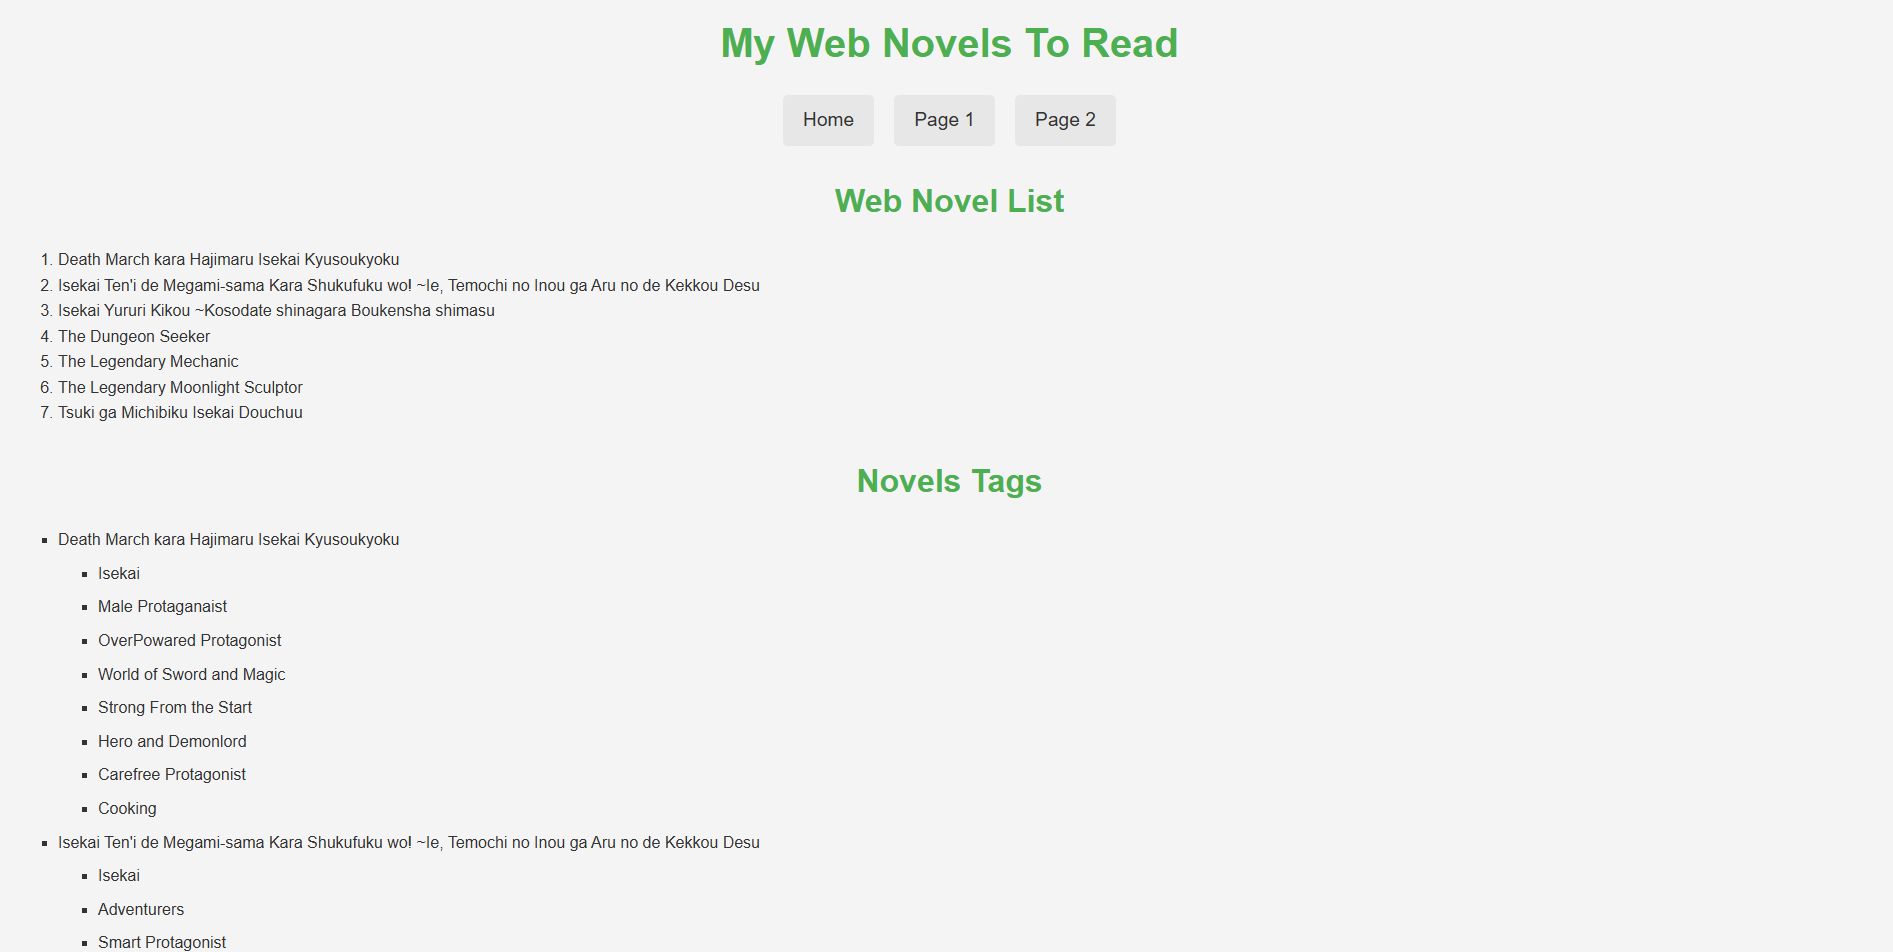 My Web Novels To Read
Home
Page 1
Page 2
Web Novel List
1. Death March kara Hajimaru Isekai Kyusoukyoku
2. Isekai Ten'i de Megami-sama Kara Shukufuku wo! ~Ie, Temochi no Inou ga Aru no de Kekkou Desu
3. Isekai Yururi Kikou ~Kosodate shinagara Boukensha shimasu
4. The Dungeon Seeker
5. The Legendary Mechanic
6. The Legendary Moonlight Sculptor
7. Tsuki ga Michibiku Isekai Douchuu
Novels Tags
Death March kara Hajimaru Isekai Kyusoukyoku
Isekai
Male Protaganaist
OverPowared Protagonist
World of Sword and Magic
Strong From the Start
Hero and Demonlord
Carefree Protagonist
Cooking
Isekai Ten'i de Megami-sama Kara Shukufuku wo! ~Ie, Temochi no Inou ga Aru no de Kekkou Desu
Isekai
Adventurers
Smart Protagonist